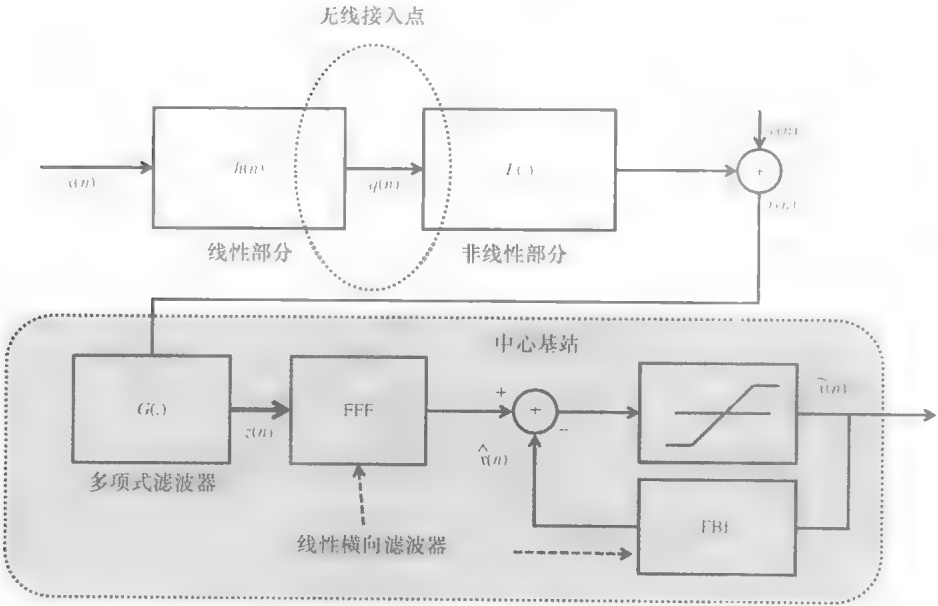 无线接入点
h(n)
q(n)
线性部分
非线性部分
中心基站
G(.)
z(n)
FFF
+
+
+
−
多项式滤波器
线性横向滤波器